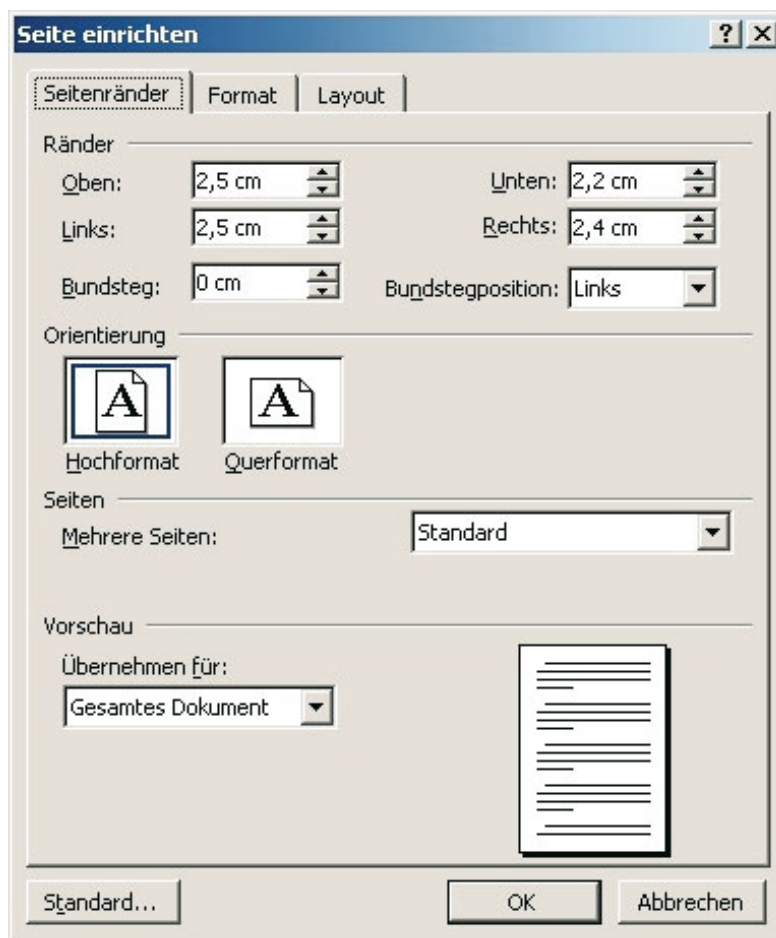 Seite einrichten
Seitenränder Format Layout
Ränder
Oben: 2,5 cm Unten: 2,2 cm
Links: 2,5 cm Rechts: 2,4 cm
Bundsteg: 0 cm Bundstegposition: Links
Orientierung
A A
Hochformat Querformat
Seiten
Mehrere Seiten: Standard
Vorschau
Übernehmen für:
Gesamtes Dokument
Standard... OK Abbrechen